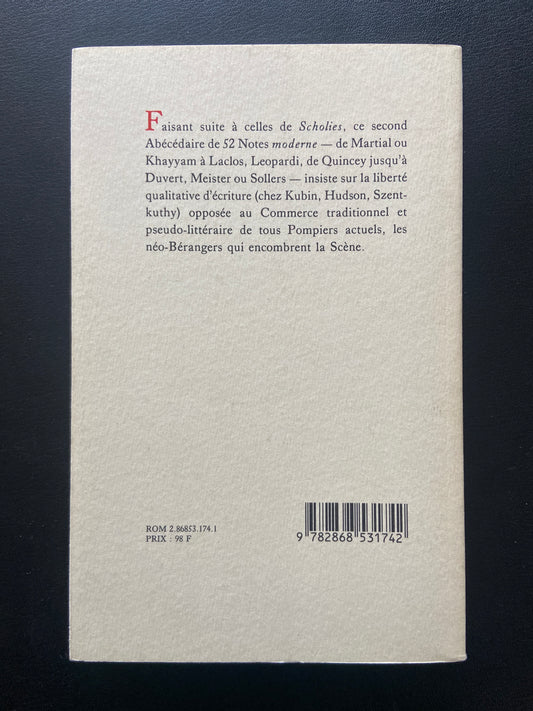 Faisant suite à celles de Scholies, ce second
Abécédaire de 52 Notes moderne — de Martial ou
Khayyam à Laclos, Leopardi, de Quincey jusqu'à
Duvert, Meister ou Sollers — insiste sur la liberté
qualitative d'écriture (chez Kubin, Hudson, Szent-
kuthy) opposée au Commerce traditionnel et
pseudo-littéraire de tous Pompiers actuels, les
néo-Bérangers qui encombrent la Scène.
ROM 2.86853.174.1
PRIX : 98 F
9 782868 531742